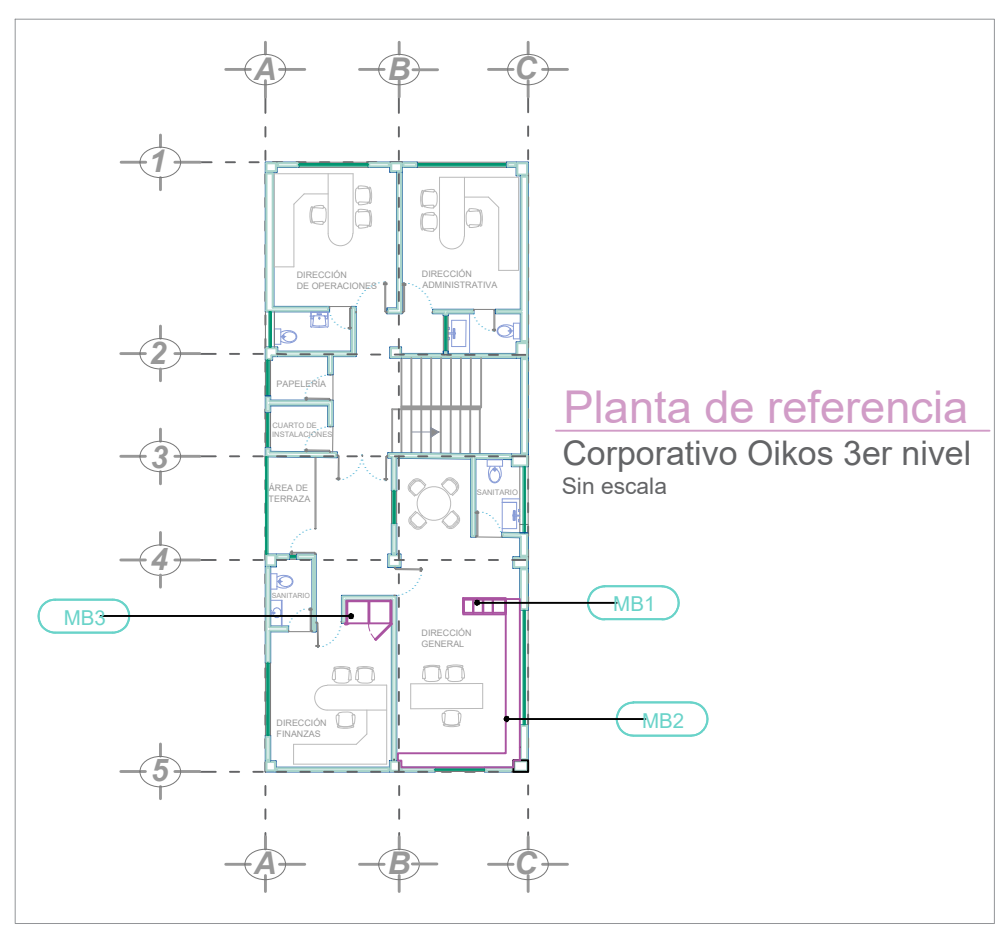 A B C
1
DIRECCIÓN
DE OPERACIONES
DIRECCIÓN
ADMINISTRATIVA
2
PAPELERÍA
CUARTO DE
INSTALACIONES
Planta de referencia
Corporativo Oikos 3er nivel
Sin escala
3
ÁREA DE
TERRAZA
SANITARIO
4
SANITARIO
MB3
MB1
DIRECCIÓN
GENERAL
MB2
DIRECCIÓN
FINANZAS
5
A B C